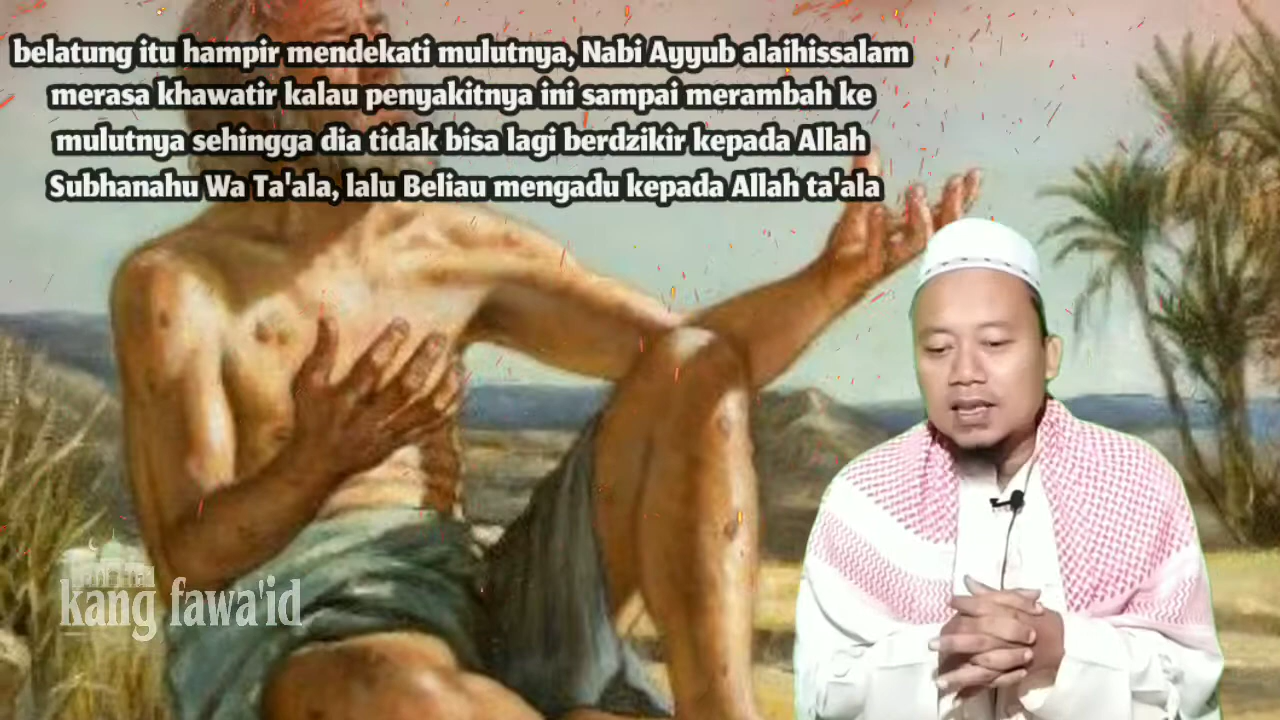 belatung itu hampir mendekati mulutnya, Nabi Ayyub alaihissalam
merasa khawatir kalau penyakitnya ini sampai merambah ke
mulutnya sehingga dia tidak bisa lagi berdzikir kepada Allah
Subhanahu Wa Ta'ala, lalu Beliau mengadu kepada Allah ta'ala
kang fawa'id